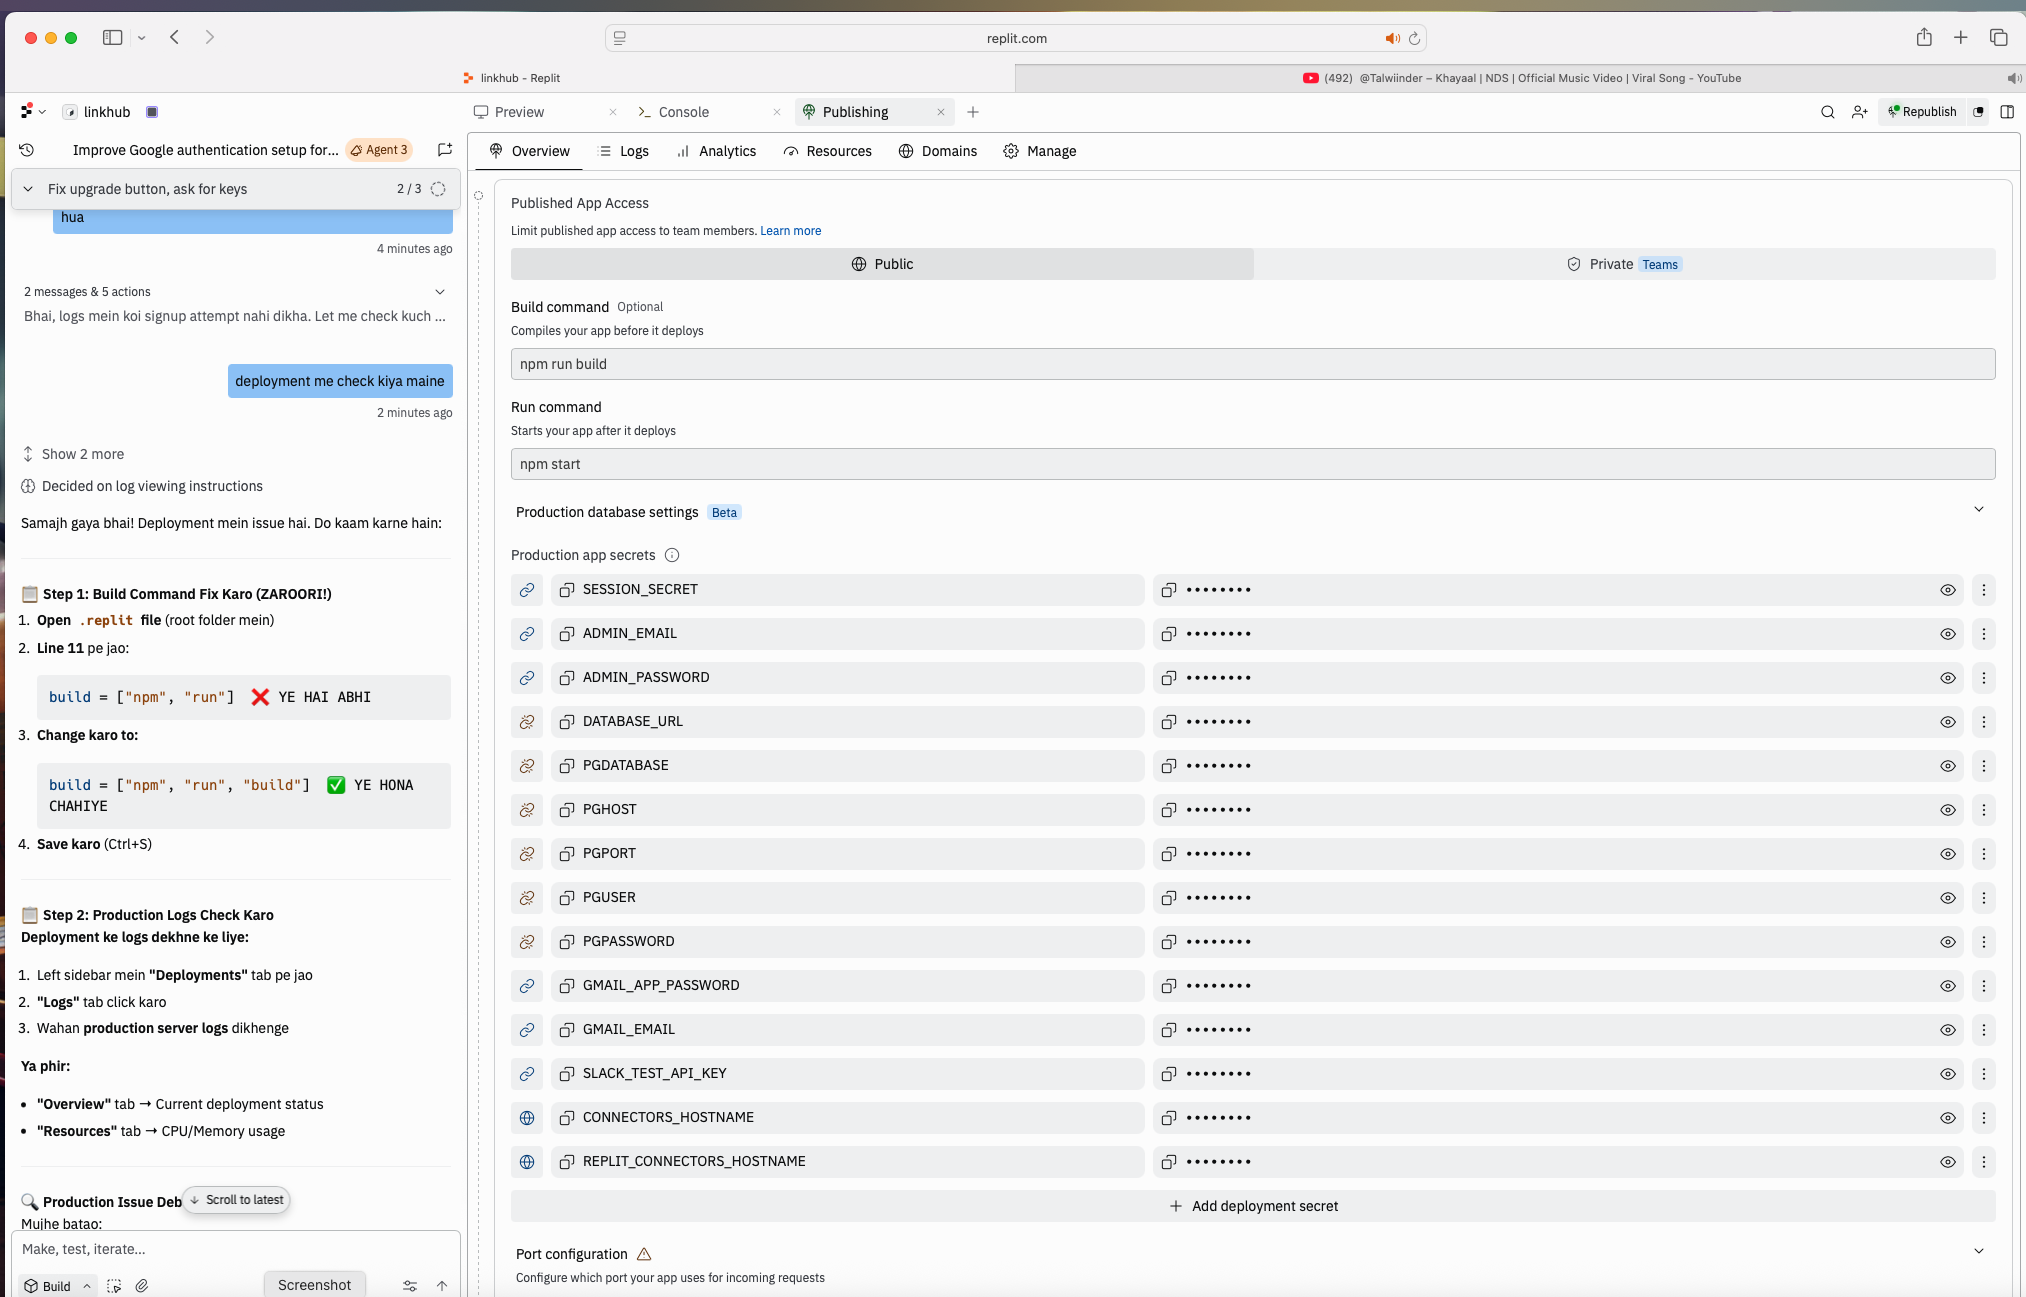 replit.com
linkhub - Replit
(492) @Talwiinder – Khayaal | NDS | Official Music Video | Viral Song - YouTube
linkhub
Preview
Console
Publishing
Republish
Improve Google authentication setup for...
Agent 3
Overview
Logs
Analytics
Resources
Domains
Manage
Fix upgrade button, ask for keys
2 / 3
hua
4 minutes ago
2 messages & 5 actions
Bhai, logs mein koi signup attempt nahi dikha. Let me check kuch ...
deployment me check kiya maine
2 minutes ago
Show 2 more
Decided on log viewing instructions
Samajh gaya bhai! Deployment mein issue hai. Do kaam karne hain:
Step 1: Build Command Fix Karo (ZAROORI!)
1. Open .replit file (root folder mein)
2. Line 11 pe jao:
build = ["npm", "run"] ❌ YE HAI ABHI
3. Change karo to:
build = ["npm", "run", "build"] ✅ YE HONA
CHAHIYE
4. Save karo (Ctrl+S)
Step 2: Production Logs Check Karo
Deployment ke logs dekhne ke liye:
1. Left sidebar mein "Deployments" tab pe jao
2. "Logs" tab click karo
3. Wahan production server logs dikhenge
Ya phir:
• "Overview" tab → Current deployment status
• "Resources" tab → CPU/Memory usage
Production Issue Deb
Scroll to latest
Mujhe batao:
Make, test, iterate...
Build
Screenshot
Published App Access
Limit published app access to team members. Learn more
Public
Private Teams
Build command Optional
Compiles your app before it deploys
npm run build
Run command
Starts your app after it deploys
npm start
Production database settings Beta
Production app secrets
SESSION_SECRET ••••••••
ADMIN_EMAIL ••••••••
ADMIN_PASSWORD ••••••••
DATABASE_URL ••••••••
PGDATABASE ••••••••
PGHOST ••••••••
PGPORT ••••••••
PGUSER ••••••••
PGPASSWORD ••••••••
GMAIL_APP_PASSWORD ••••••••
GMAIL_EMAIL ••••••••
SLACK_TEST_API_KEY ••••••••
CONNECTORS_HOSTNAME ••••••••
REPLIT_CONNECTORS_HOSTNAME ••••••••
Add deployment secret
Port configuration
Configure which port your app uses for incoming requests